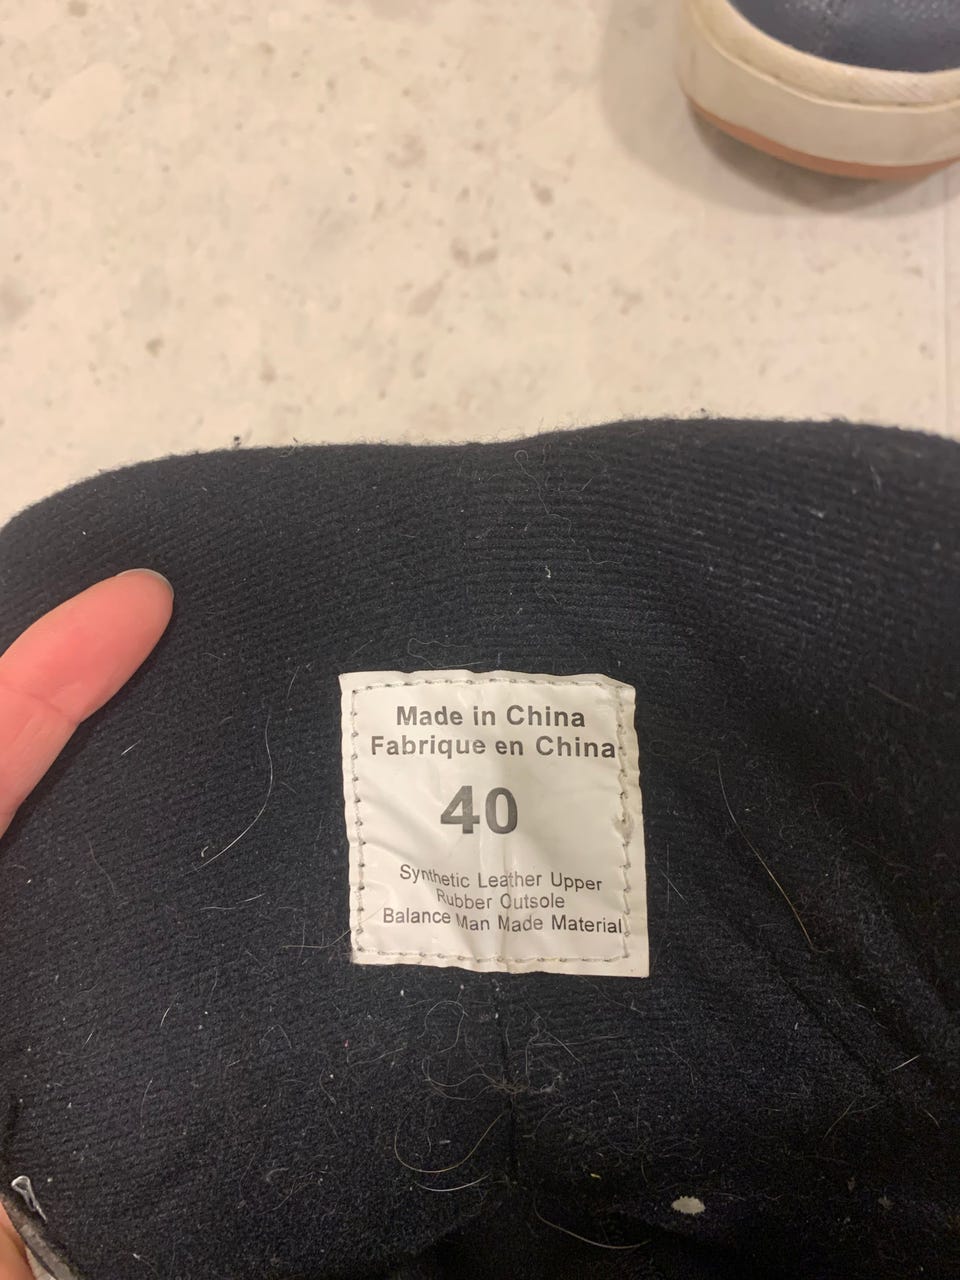 Made in China
Fabrique en China
40
Synthetic Leather Upper
Rubber Outsole
Balance Man Made Material